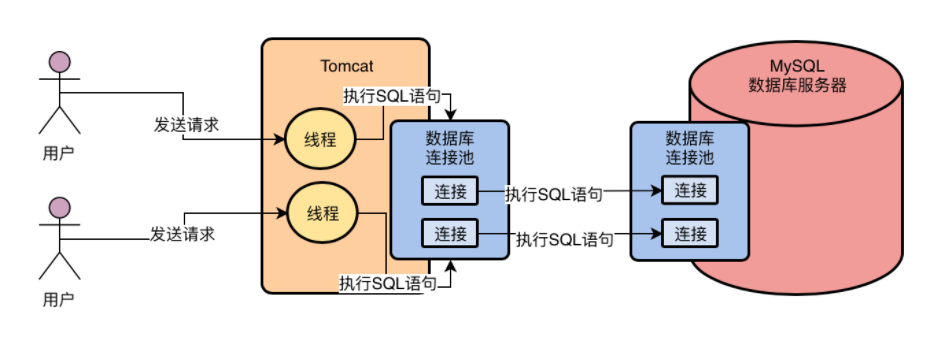 Tomcat
MySQL
数据库服务器
执行SQL语句
发送请求
线程
数据库
连接池
数据库
连接池
用户
连接
执行SQL语句
连接
线程
发送请求
连接
执行SQL语句
连接
执行SQL语句
用户